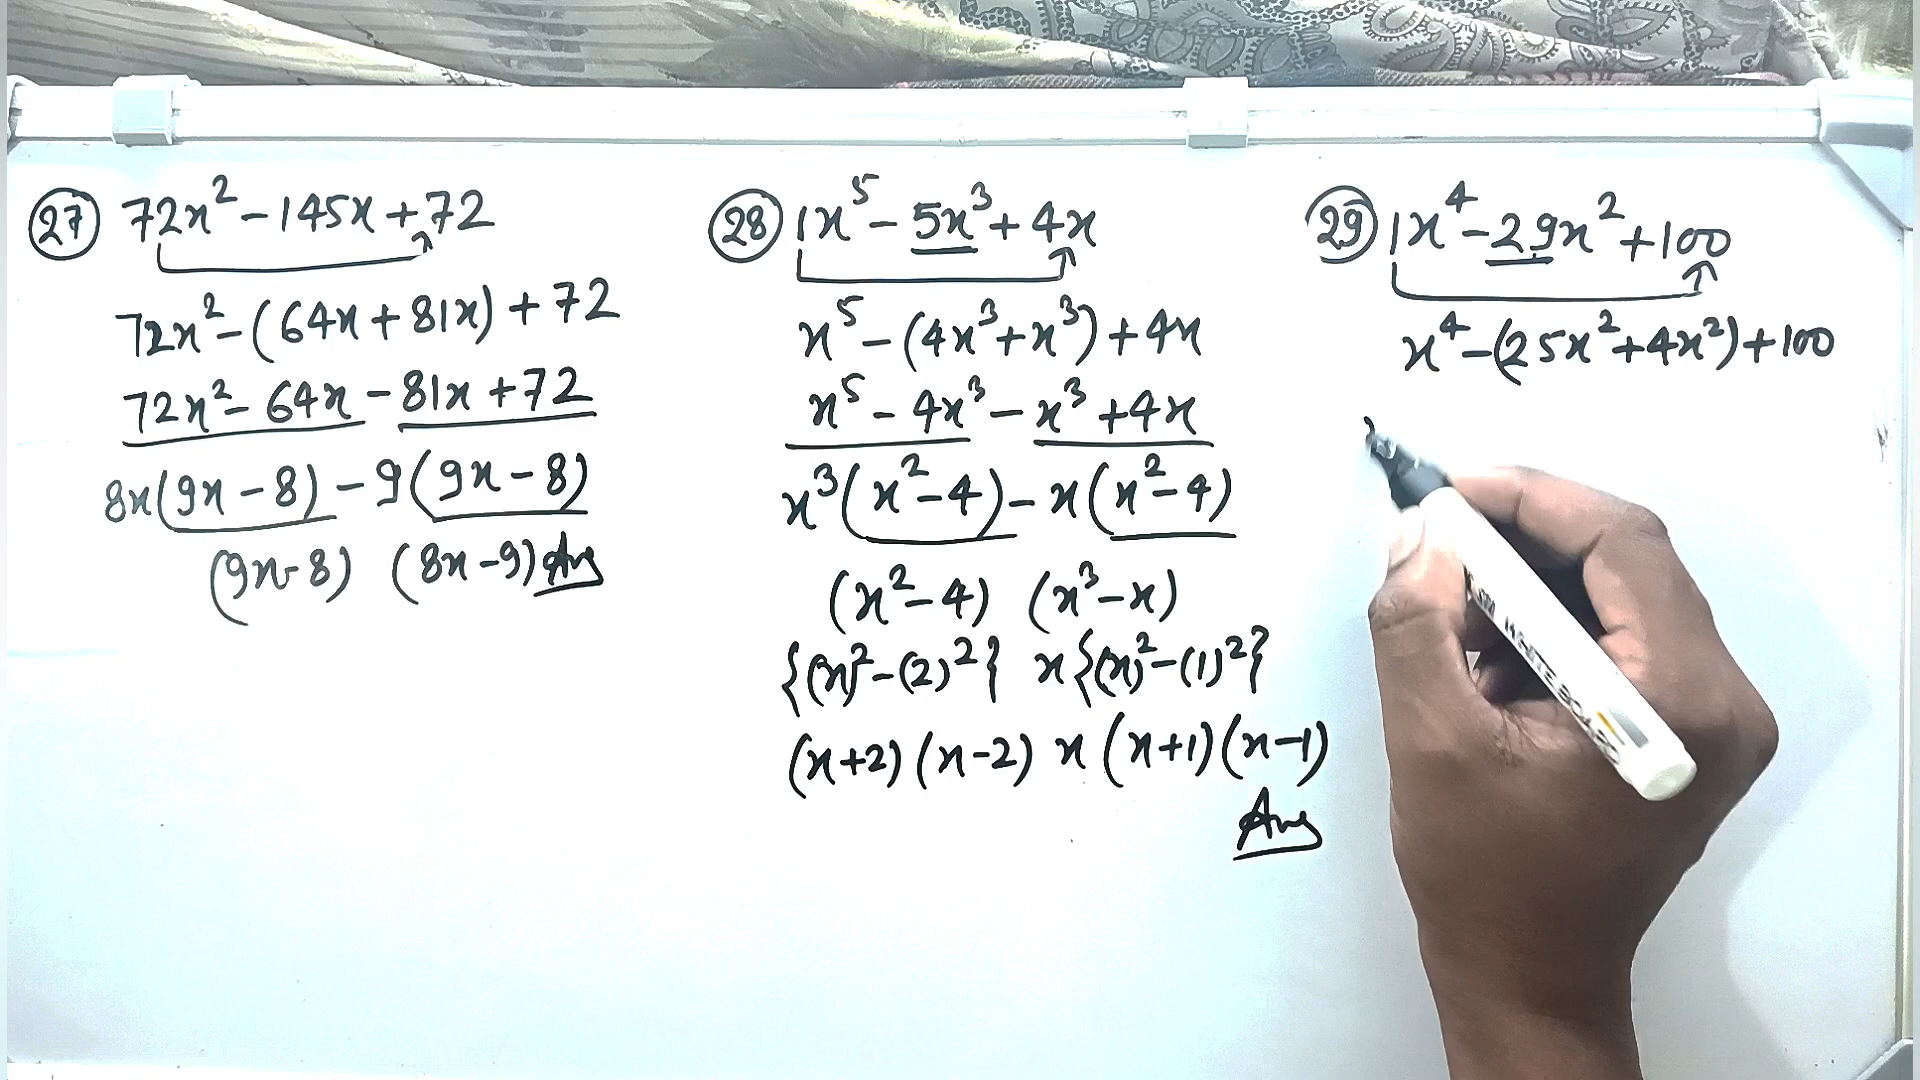 27 72x² - 145x + 72
72x² - (64x + 81x) + 72
72x² - 64x - 81x + 72
8x(9x - 8) - 9(9x - 8)
(9x - 8) (8x - 9) Ans
28 1x⁵ - 5x³ + 4x
x⁵ - (4x³ + x³) + 4x
x⁵ - 4x³ - x³ + 4x
x³(x² - 4) - x(x² - 4)
(x² - 4) (x³ - x)
{(x)² - (2)²} x{(x)² - (1)²}
(x+2)(x-2) x(x+1)(x-1)
Ans
29 1x⁴ - 29x² + 100
x⁴ - (25x² + 4x²) + 100